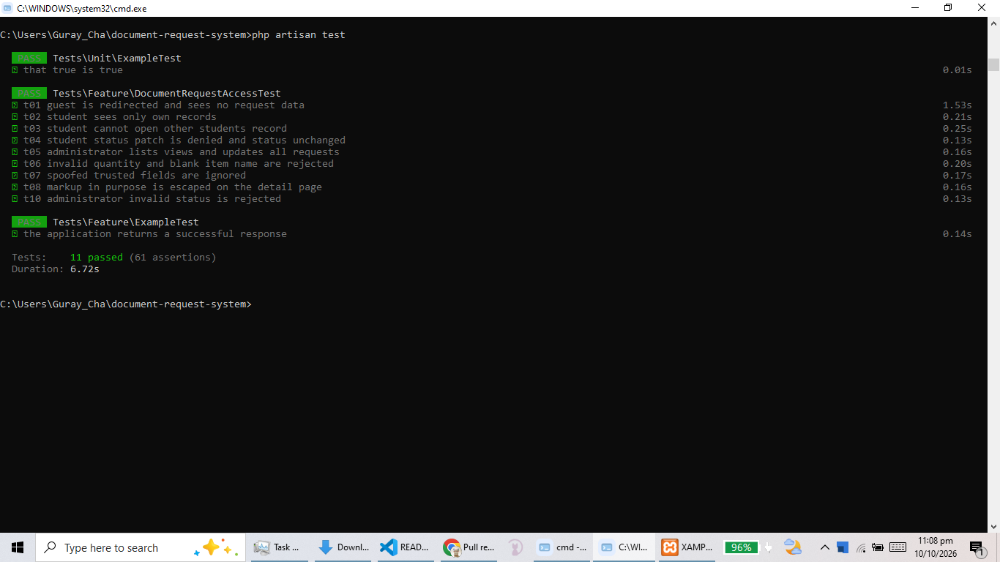 C:\WINDOWS\system32\cmd.exe
C:\Users\Guray_Cha\document-request-system>php artisan test
PASS Tests\Unit\ExampleTest
that true is true 0.01s
PASS Tests\Feature\DocumentRequestAccessTest
t01 guest is redirected and sees no request data 1.53s
t02 student sees only own records 0.21s
t03 student cannot open other students record 0.25s
t04 student status patch is denied and status unchanged 0.13s
t05 administrator lists views and updates all requests 0.16s
t06 invalid quantity and blank item name are rejected 0.20s
t07 spoofed trusted fields are ignored 0.17s
t08 markup in purpose is escaped on the detail page 0.16s
t10 administrator invalid status is rejected 0.13s
PASS Tests\Feature\ExampleTest
the application returns a successful response 0.14s
Tests: 11 passed (61 assertions)
Duration: 6.72s
C:\Users\Guray_Cha\document-request-system>
Type here to search
Task ...
Downl...
READ...
Pull re...
cmd -...
C:\WI...
XAMP...
96%
11:08 pm
10/10/2026
1